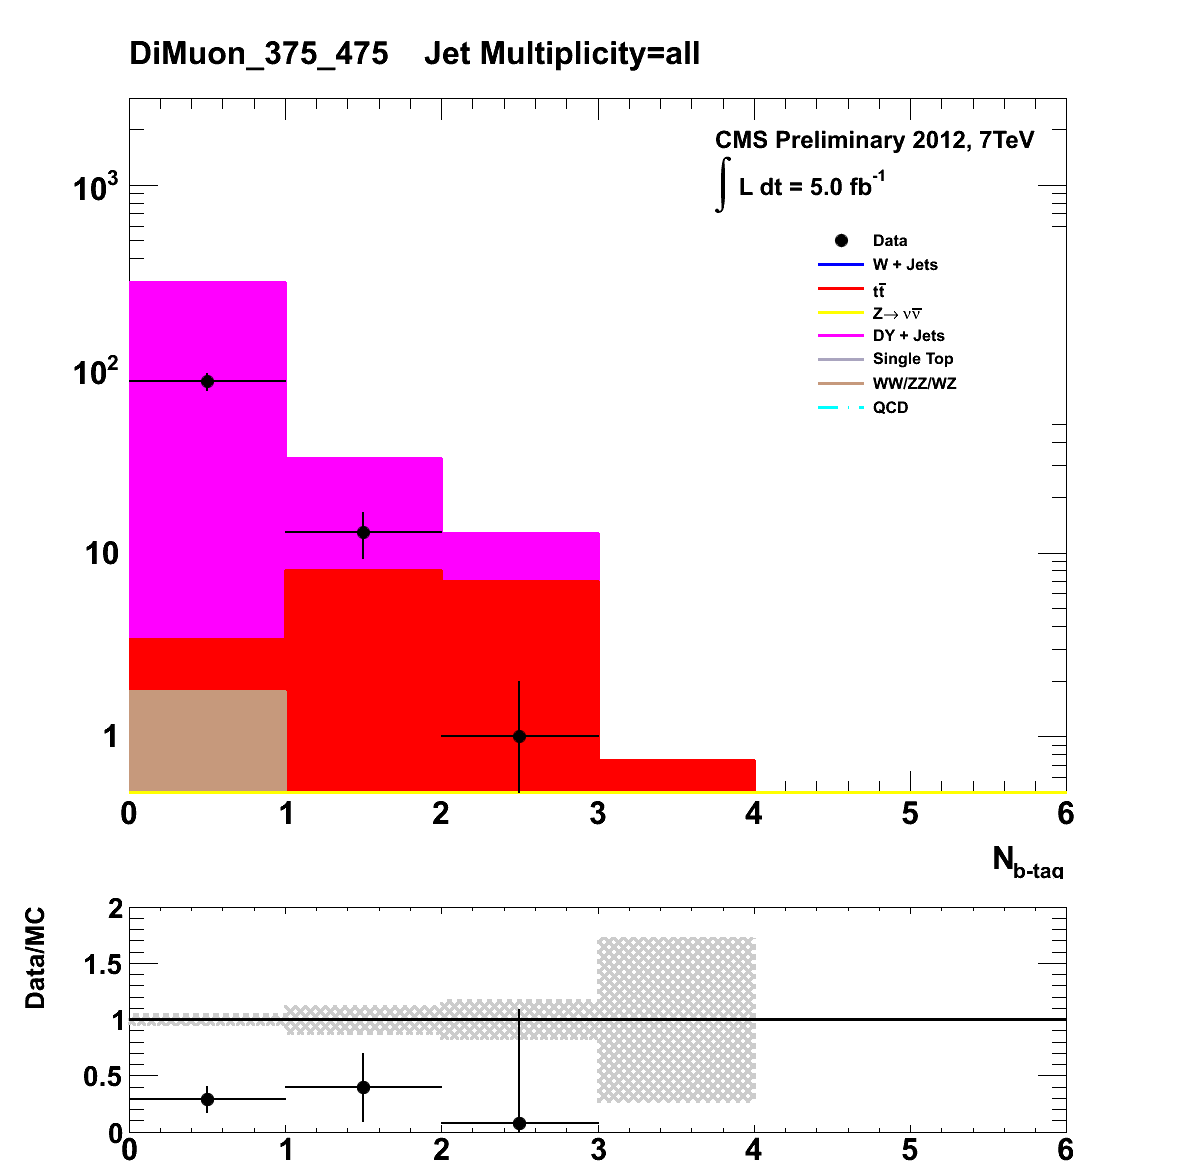 DiMuon_375_475 Jet Multiplicity=all
CMS Preliminary 2012, 7TeV
∫ L dt = 5.0 fb⁻¹
Data
W + Jets
tt̅
Z→ νν̅
DY + Jets
Single Top
WW/ZZ/WZ
QCD
10³
10²
10
1
0 1 2 3 4 5 6
N_b-tag
Data/MC
2
1.5
1
0.5
0
0 1 2 3 4 5 6